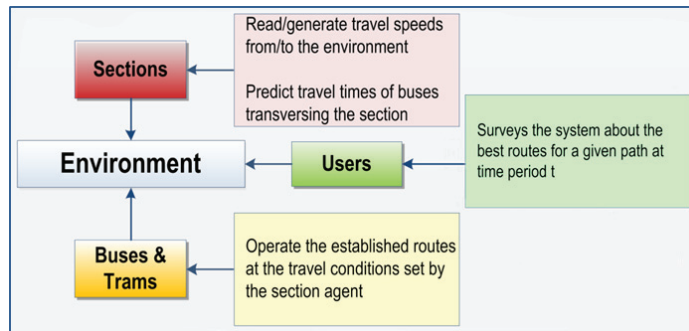 Read/generate travel speeds
from/to the environment
Predict travel times of buses
transversing the section
Sections
Surveys the system about the
best routes for a given path at
time period t
Environment
Users
Buses &
Trams
Operate the established routes
at the travel conditions set by
the section agent